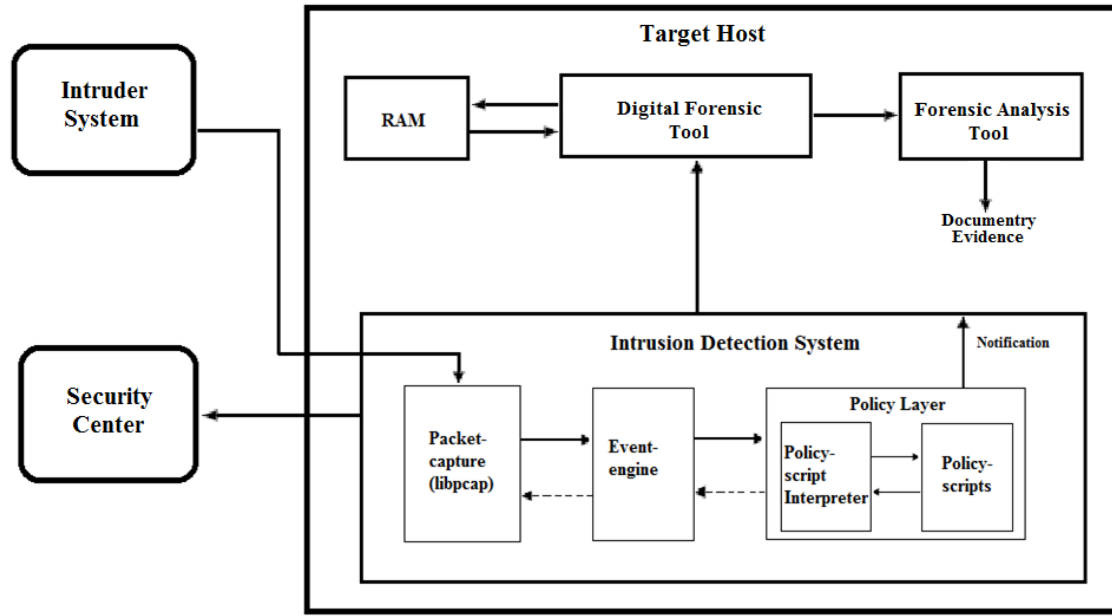 Target Host
Intruder
System
RAM
Digital Forensic
Tool
Forensic Analysis
Tool
Documentry
Evidence
Security
Center
Intrusion Detection System
Notification
Packet-
capture
(libpcap)
Event-
engine
Policy Layer
Policy-
script
Interpreter
Policy-
scripts